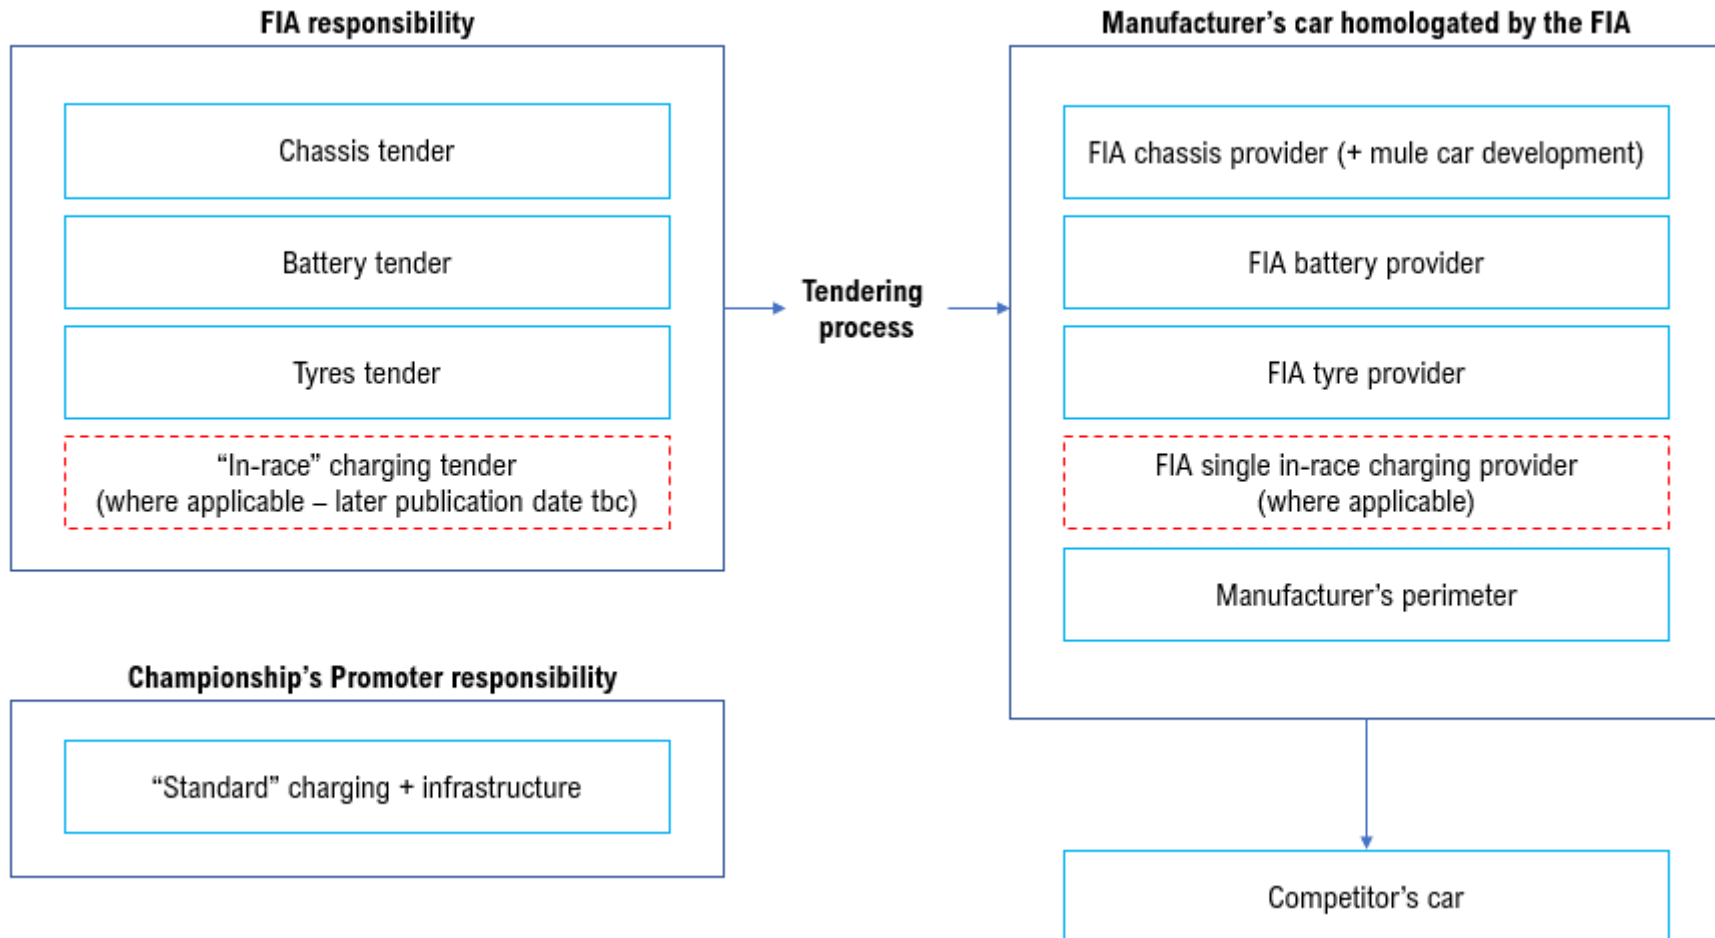 FIA responsibility
Chassis tender
Battery tender
Tyres tender
“In-race” charging tender
(where applicable – later publication date tbc)
Championship’s Promoter responsibility
“Standard” charging + infrastructure
Tendering
process
Manufacturer’s car homologated by the FIA
FIA chassis provider (+ mule car development)
FIA battery provider
FIA tyre provider
FIA single in-race charging provider
(where applicable)
Manufacturer’s perimeter
Competitor’s car